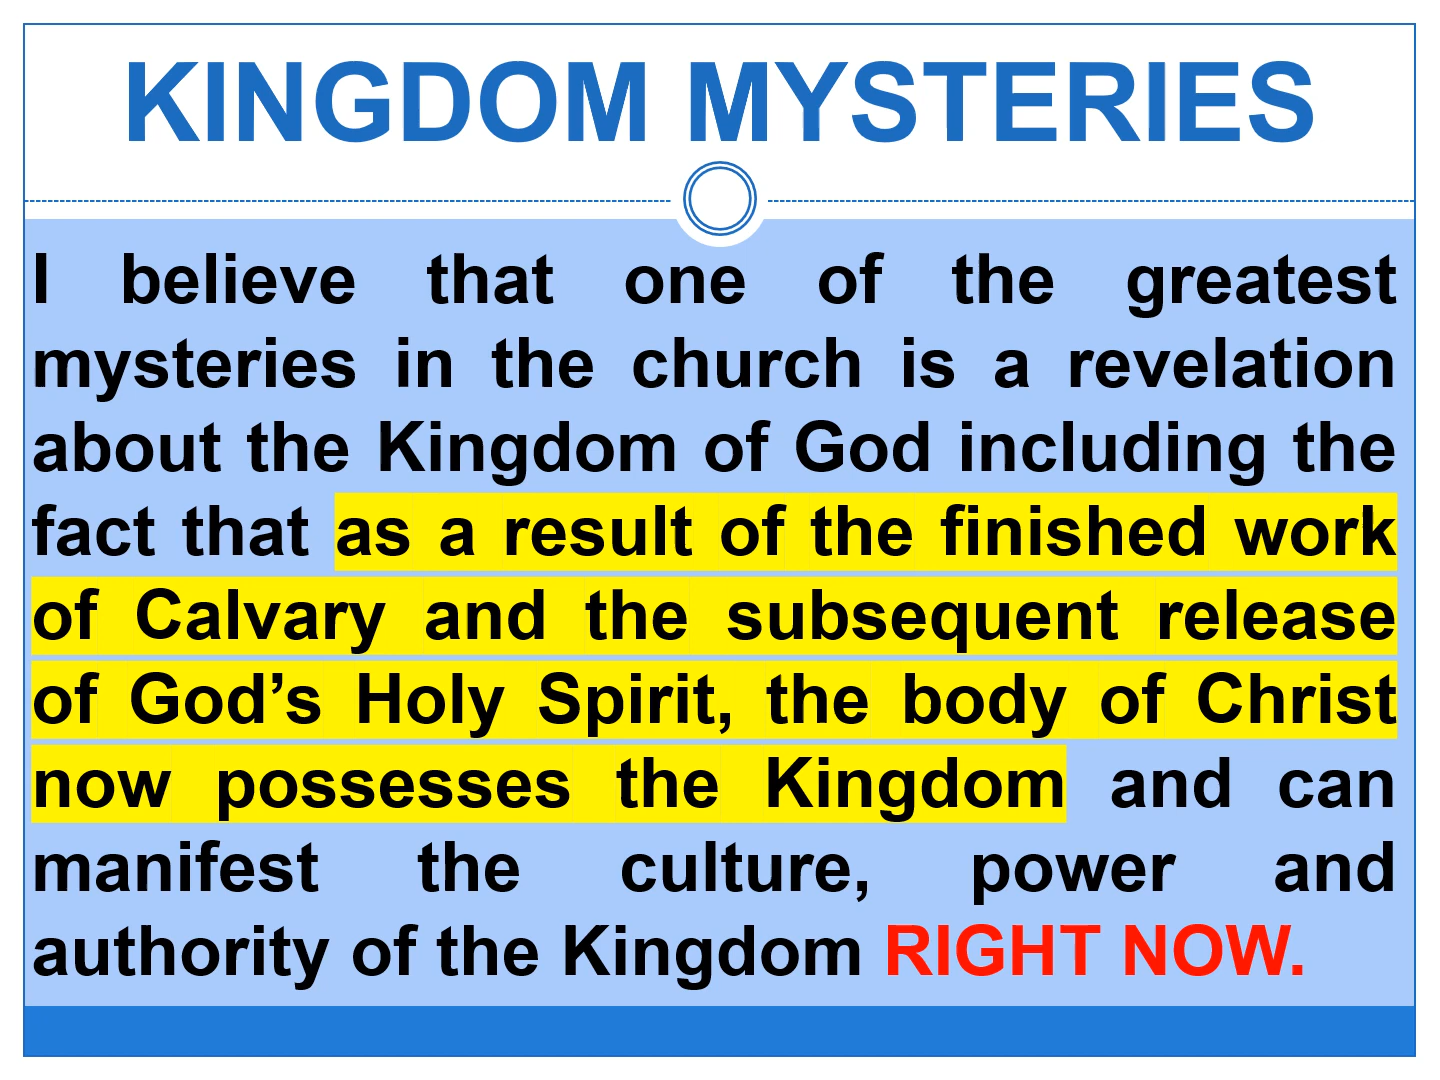 KINGDOM MYSTERIES
I believe that one of the greatest
mysteries in the church is a revelation
about the Kingdom of God including the
fact that as a result of the finished work
of Calvary and the subsequent release
of God’s Holy Spirit, the body of Christ
now possesses the Kingdom and can
manifest the culture, power and
authority of the Kingdom RIGHT NOW.